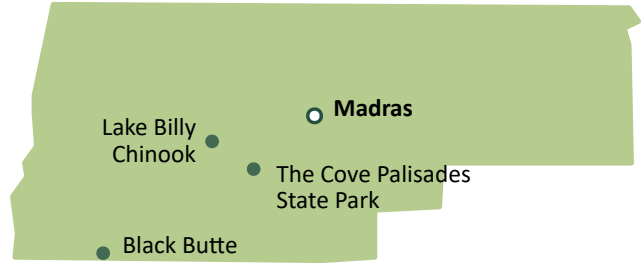 Madras
Lake Billy
Chinook
The Cove Palisades
State Park
Black Butte